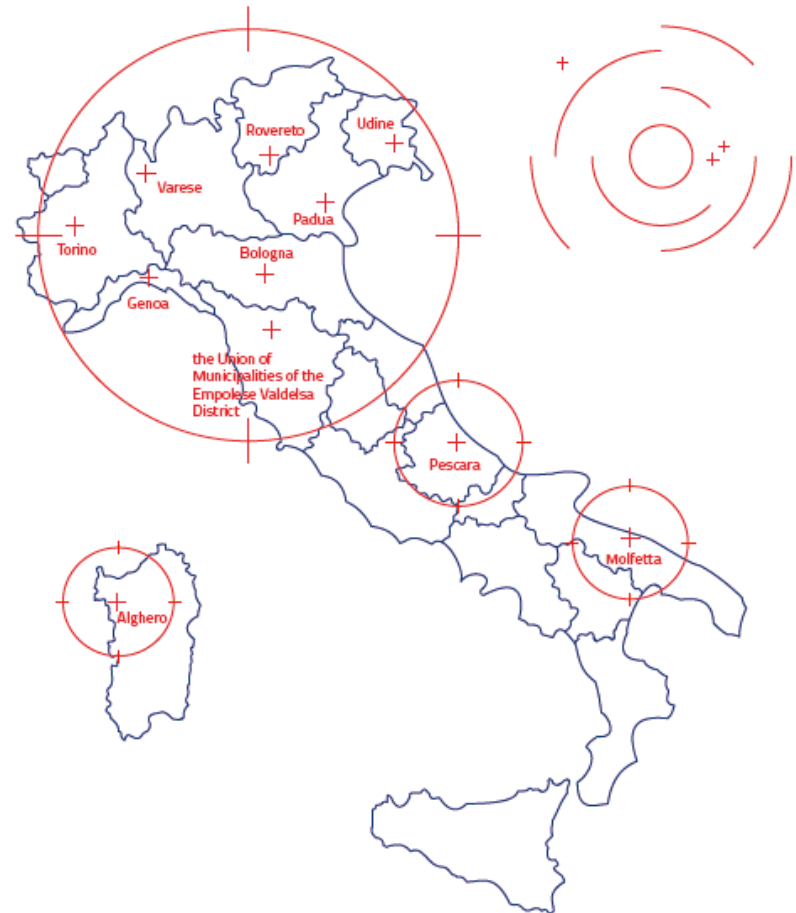 Udine
Rovereto
Varese
Padua
Torino
Bologna
Genoa
the Union of
Municipalities of the
Empolese Valdelsa
District
Pescara
Molfetta
Alghero